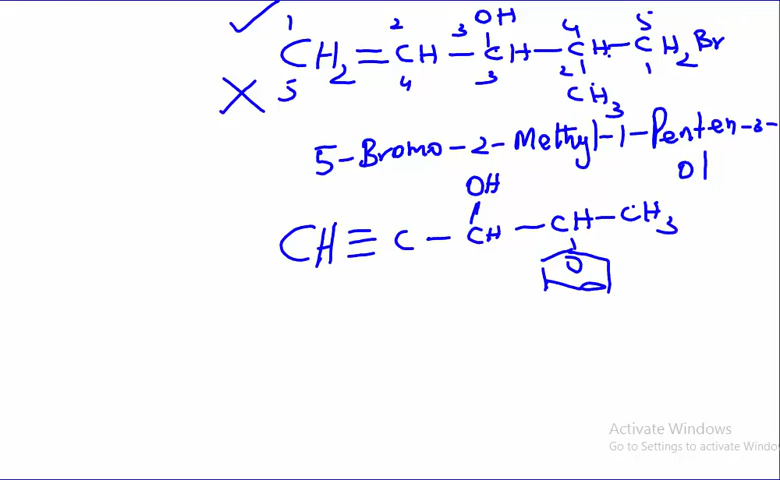 ✓ 1 2 3 OH 4 5
CH2=CH-CH-CH-CH2Br
X 5 4 3 2 1
CH3
5-Bromo-2-Methyl-1-Penten-3-
ol
OH
CH≡C-CH-CH-CH3
Activate Windows
Go to Settings to activate Windo